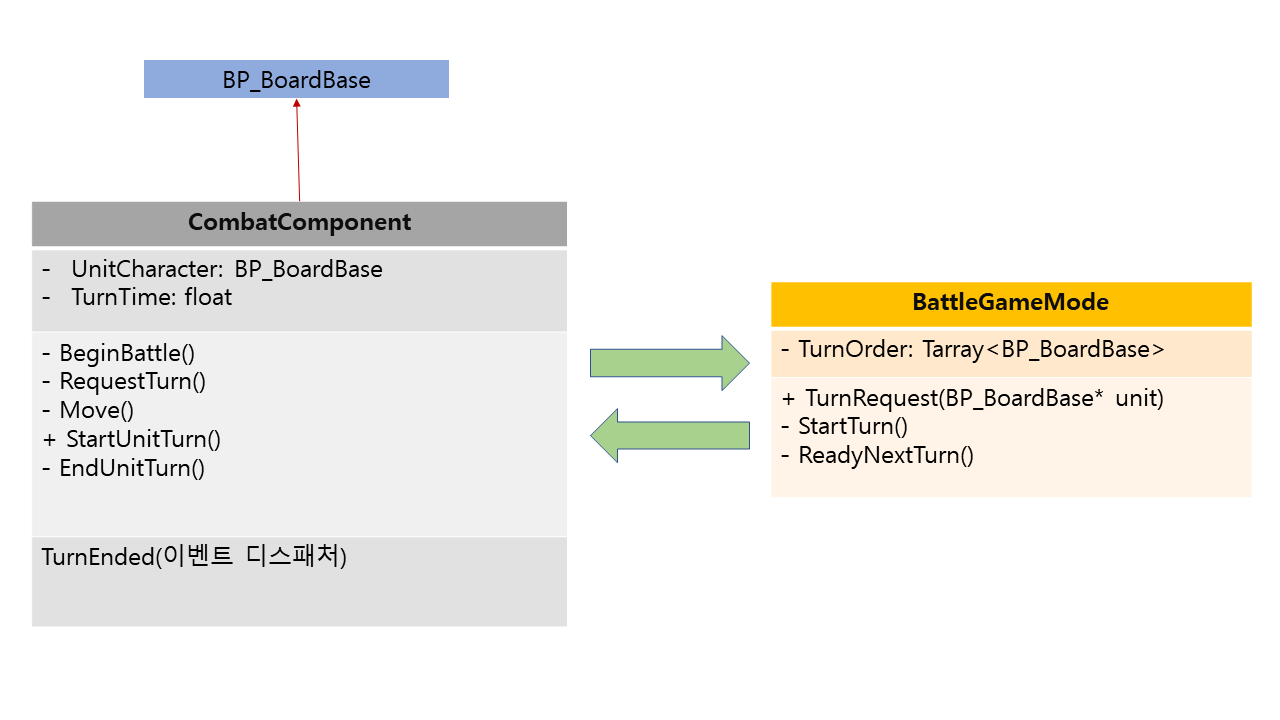 BP_BoardBase
CombatComponent
- UnitCharacter: BP_BoardBase
- TurnTime: float
- BeginBattle()
- RequestTurn()
- Move()
+ StartUnitTurn()
- EndUnitTurn()
TurnEnded(이벤트 디스패처)
BattleGameMode
- TurnOrder: Tarray<BP_BoardBase>
+ TurnRequest(BP_BoardBase* unit)
- StartTurn()
- ReadyNextTurn()